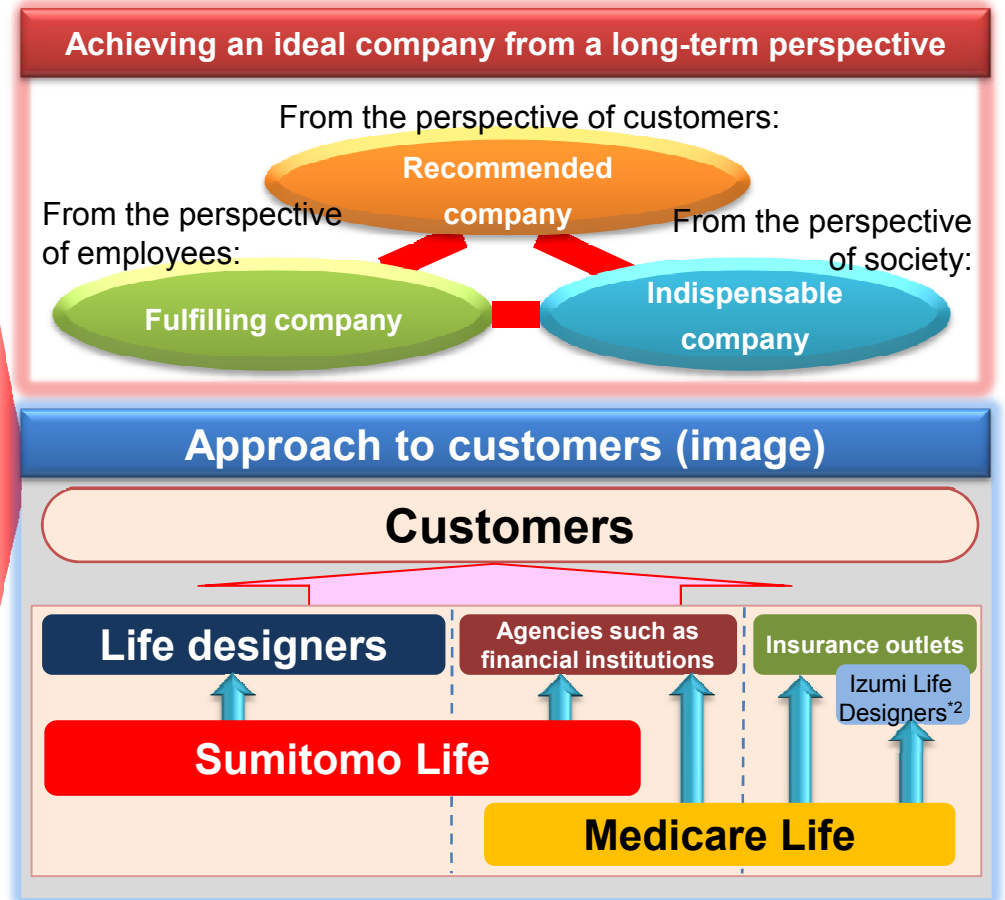 Achieving an ideal company from a long-term perspective
From the perspective of customers:
Recommended
company
From the perspective
of employees:
From the perspective
of society:
Fulfilling company
Indispensable
company
Approach to customers (image)
Customers
Life designers
Agencies such as
financial institutions
Insurance outlets
Izumi Life
Designers*2
Sumitomo Life
Medicare Life